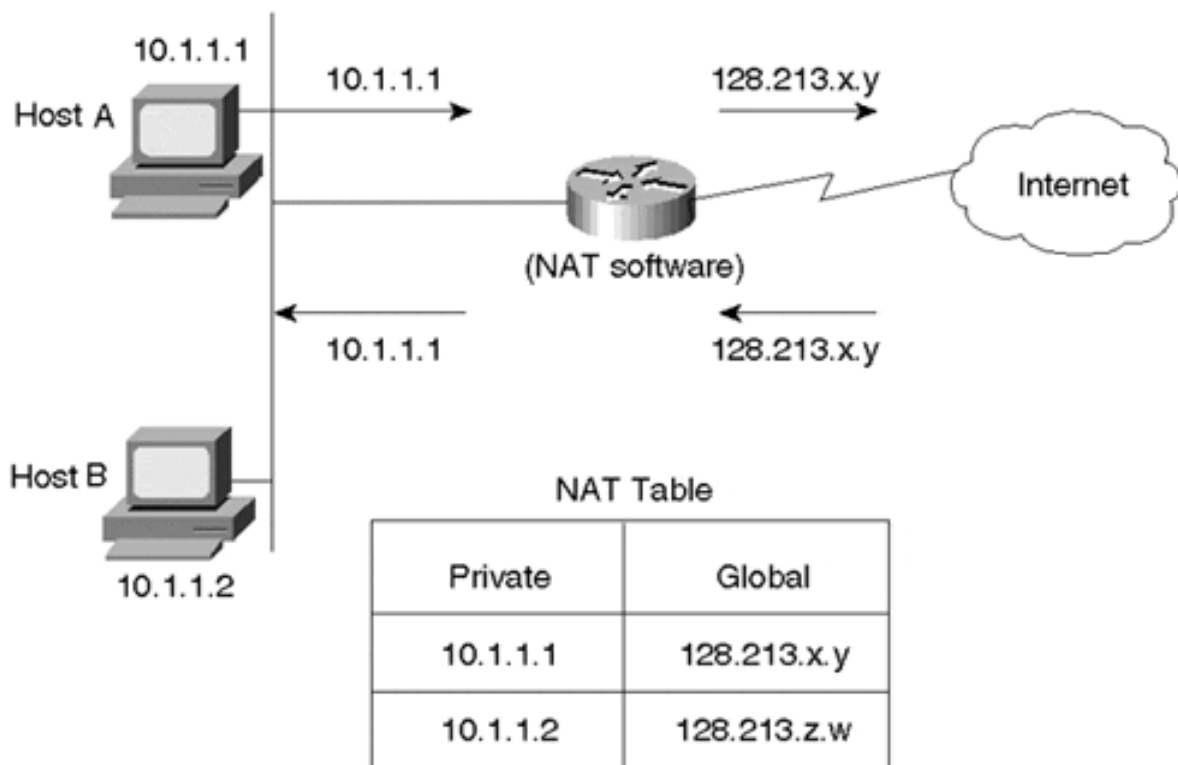 10.1.1.1
10.1.1.1
128.213.x.y
Host A
Internet
(NAT software)
10.1.1.1
128.213.x.y
Host B
10.1.1.2
NAT Table
Private Global
10.1.1.1 128.213.x.y
10.1.1.2 128.213.z.w